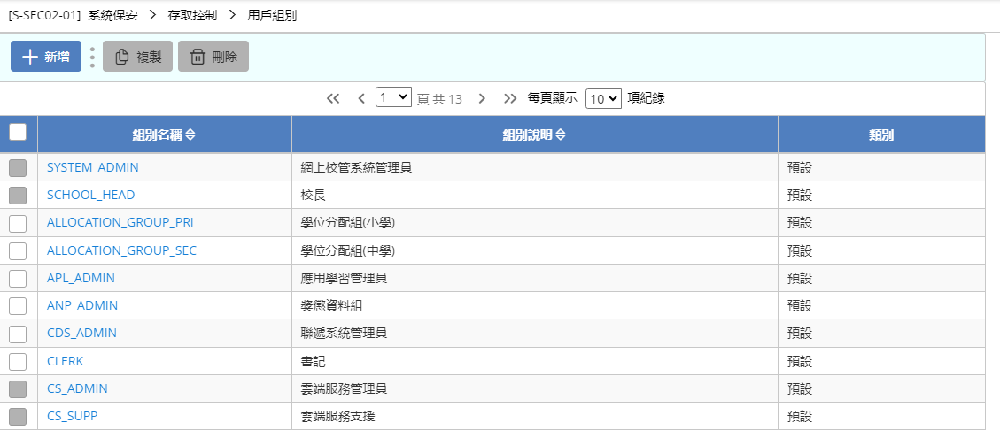 [S-SEC02-01] 系統保安 > 存取控制 > 用戶組別
新增 複製 刪除
1 頁 共 13 每頁顯示 10 項紀錄
組別名稱 組別說明 類別
SYSTEM_ADMIN 網上校管系統管理員 預設
SCHOOL_HEAD 校長 預設
ALLOCATION_GROUP_PRI 學位分配組(小學) 預設
ALLOCATION_GROUP_SEC 學位分配組(中學) 預設
APL_ADMIN 應用學習管理員 預設
ANP_ADMIN 獎懲資料組 預設
CDS_ADMIN 聯遞系統管理員 預設
CLERK 書記 預設
CS_ADMIN 雲端服務管理員 預設
CS_SUPP 雲端服務支援 預設